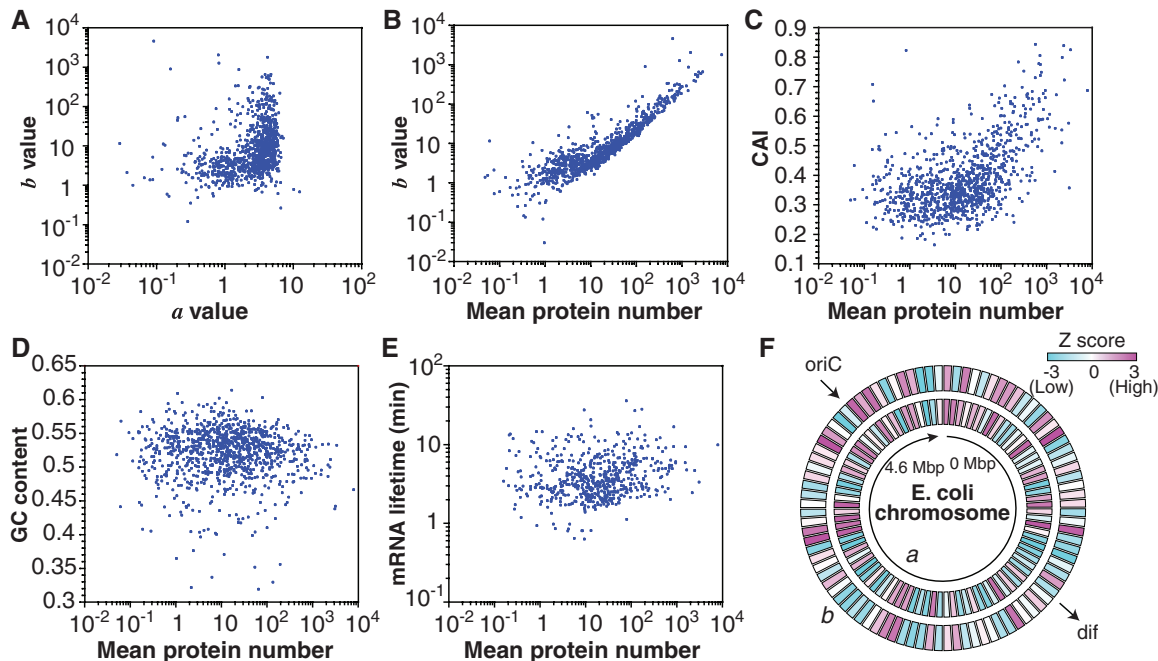 A
10^4
10^3
10^2
10
1
10^-1
10^-2
b value
10^-2
10^-1
1
10
10^2
a value
B
10^4
10^3
10^2
10
1
10^-1
10^-2
b value
10^-2
10^-1
1
10
10^2
10^3
10^4
Mean protein number
C
0.9
0.8
0.7
0.6
0.5
0.4
0.3
0.2
0.1
CAI
10^-2
10^-1
1
10
10^2
10^3
10^4
Mean protein number
D
0.65
0.6
0.55
0.5
0.45
0.4
0.35
0.3
GC content
10^-2
10^-1
1
10
10^2
10^3
10^4
Mean protein number
E
10^2
10
1
10^-1
mRNA lifetime (min)
10^-2
10^-1
1
10
10^2
10^3
10^4
Mean protein number
F
Z score
-3 0 3
(Low) (High)
oriC
4.6 Mbp 0 Mbp
E. coli
chromosome
a
b
dif